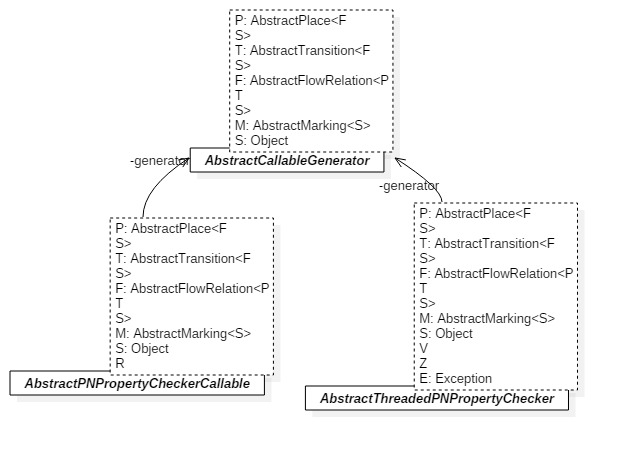 P: AbstractPlace<F
S>
T: AbstractTransition<F
S>
F: AbstractFlowRelation<P
T
S>
M: AbstractMarking<S>
S: Object
AbstractCallableGenerator
-generator
-generator
P: AbstractPlace<F
S>
T: AbstractTransition<F
S>
F: AbstractFlowRelation<P
T
S>
M: AbstractMarking<S>
S: Object
R
AbstractPNPropertyCheckerCallable
P: AbstractPlace<F
S>
T: AbstractTransition<F
S>
F: AbstractFlowRelation<P
T
S>
M: AbstractMarking<S>
S: Object
V
Z
E: Exception
AbstractThreadedPNPropertyChecker